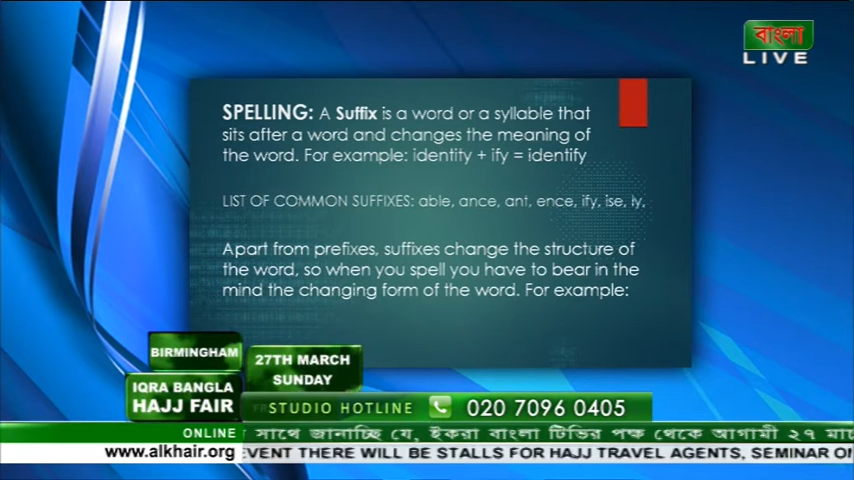 বাংলা
LIVE
SPELLING: A Suffix is a word or a syllable that
sits after a word and changes the meaning of
the word. For example: identity + ify = identify
LIST OF COMMON SUFFIXES: able, ance, ant, ence, ify, ise, ly.
Apart from prefixes, suffixes change the structure of
the word, so when you spell you have to bear in the
mind the changing form of the word. For example:
BIRMINGHAM
27TH MARCH
SUNDAY
IQRA BANGLA
HAJJ FAIR
STUDIO HOTLINE 020 7096 0405
ONLINE সাথে জানাচ্ছি যে, ইকরা বাংলা টিভির পক্ষ থেকে আগামী ২৭
www.alkhair.org EVENT THERE WILL BE STALLS FOR HAJJ TRAVEL AGENTS, SEMINAR